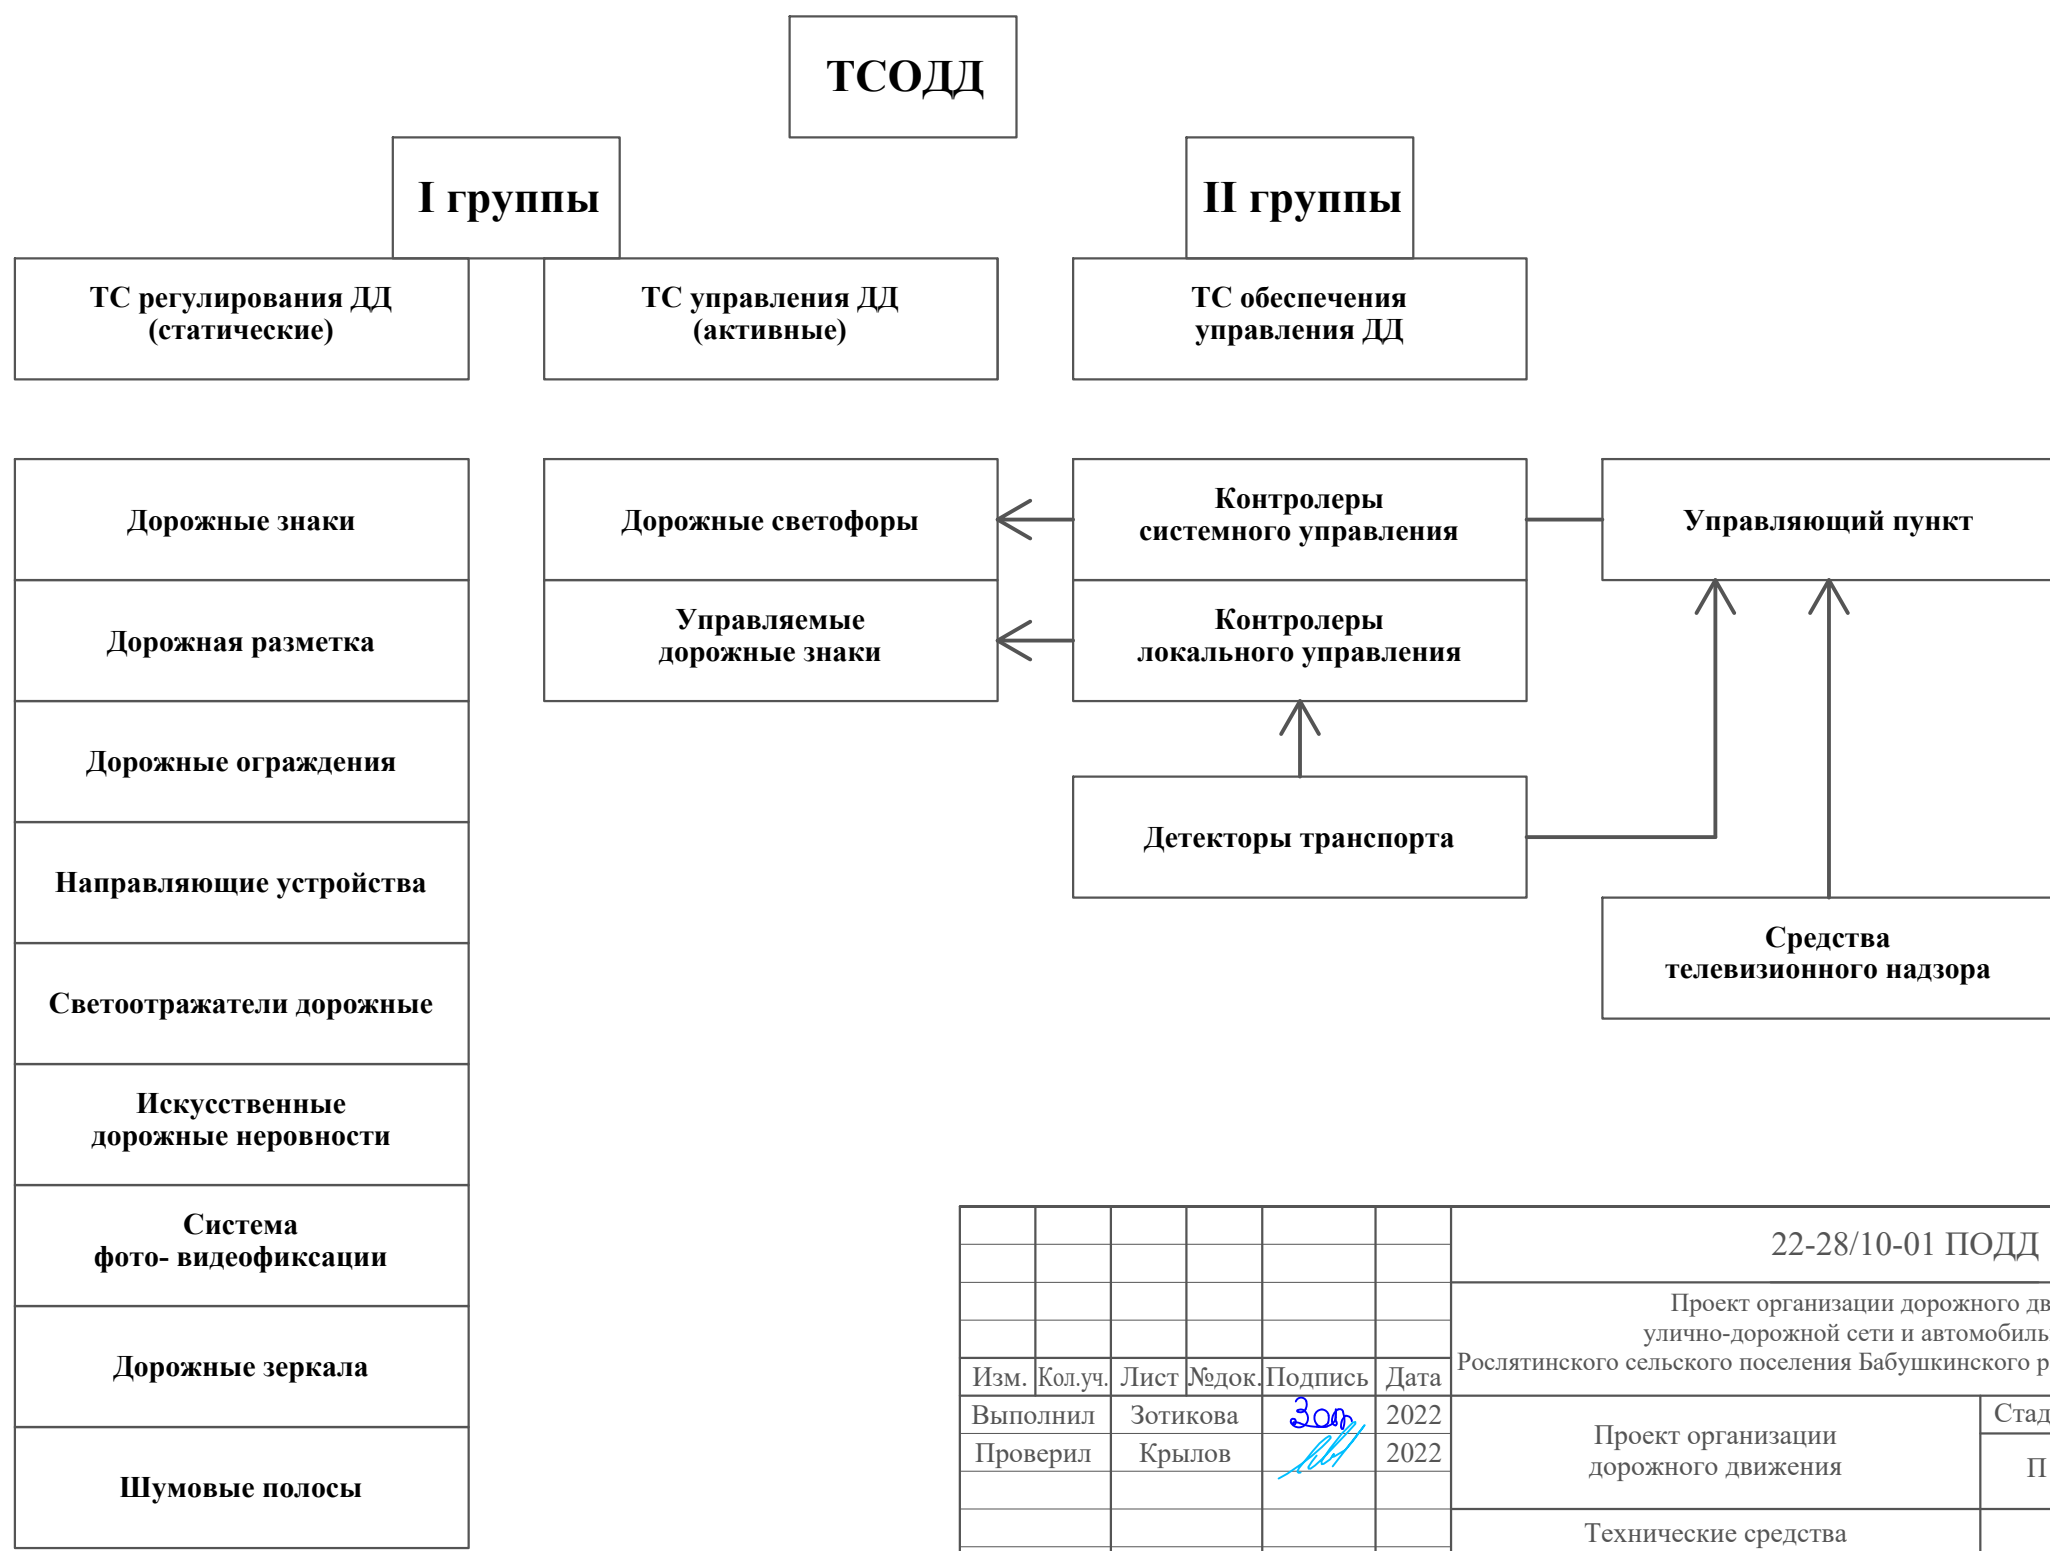 ТСОДД
I группы
II группы
ТС регулирования ДД
(статические)
ТС управления ДД
(активные)
ТС обеспечения
управления ДД
Дорожные знаки
Дорожные светофоры
Контролеры
системного управления
Управляющий пункт
Дорожная разметка
Управляемые
дорожные знаки
Контролеры
локального управления
Дорожные ограждения
Детекторы транспорта
Направляющие устройства
Средства
телевизионного надзора
Светоотражатели дорожные
Искусственные
дорожные неровности
Система
фото- видеофиксации
Дорожные зеркала
Шумовые полосы
22-28/10-01 ПОДД
Проект организации дорожного дв
улично-дорожной сети и автомобиль
Рослятинского сельского поселения Бабушкинского р
Изм. Кол.уч. Лист №док. Подпись Дата
Выполнил Зотикова Зот 2022
Проверил Крылов 2022
Проект организации
дорожного движения
Стад
П
Технические средства